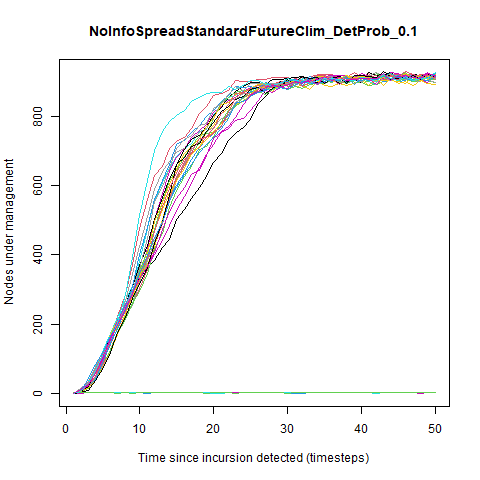 NoInfoSpreadStandardFutureClim_DetProb_0.1
Nodes under management
800
600
400
200
0
0 10 20 30 40 50
Time since incursion detected (timesteps)